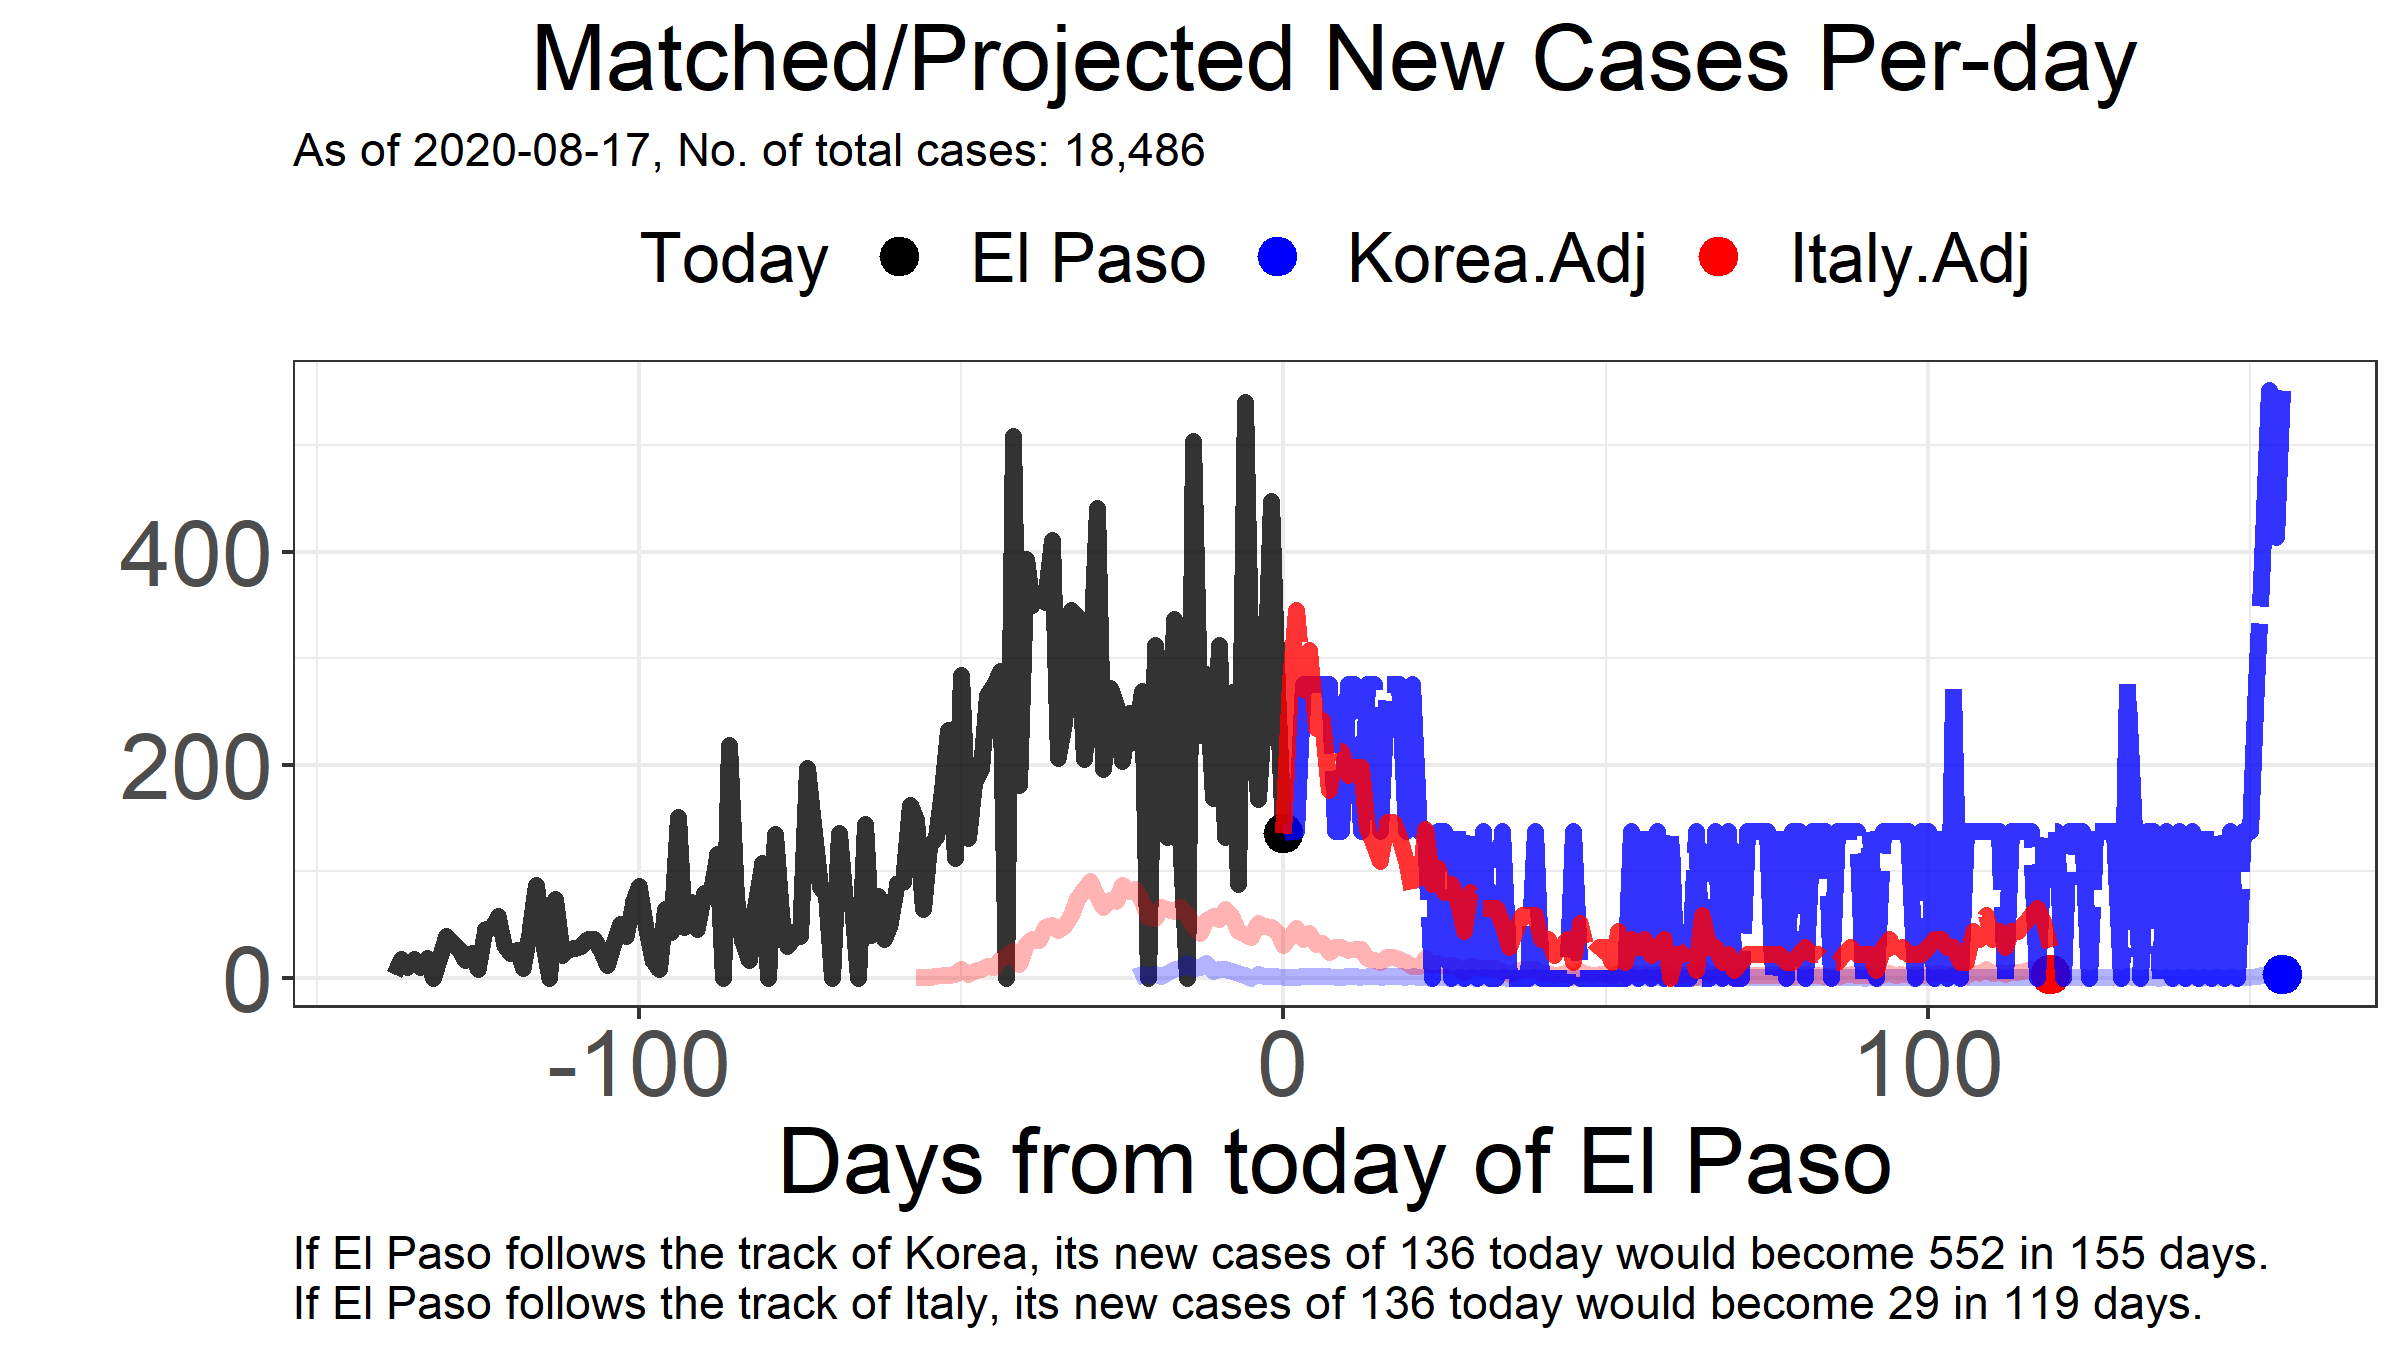 Matched/Projected New Cases Per-day
As of 2020-08-17, No. of total cases: 18,486
Today El Paso Korea.Adj Italy.Adj
400
200
0
-100 0 100
Days from today of El Paso
If El Paso follows the track of Korea, its new cases of 136 today would become 552 in 155 days.
If El Paso follows the track of Italy, its new cases of 136 today would become 29 in 119 days.